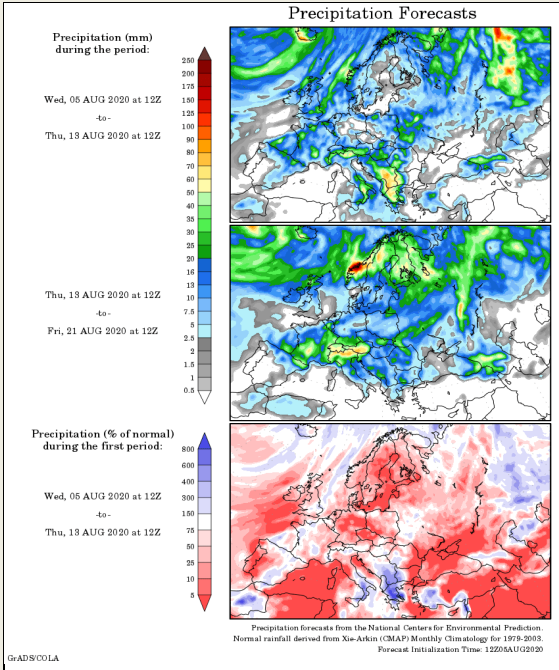 Precipitation Forecasts
Precipitation (mm)
during the period:
Wed, 05 AUG 2020 at 12Z
-to-
Thu, 13 AUG 2020 at 12Z
250
200
175
150
125
100
90
80
70
60
50
40
35
30
25
20
16
13
10
7.5
5
2.5
2
1.5
1
0.5
Thu, 13 AUG 2020 at 12Z
-to-
Fri, 21 AUG 2020 at 12Z
Precipitation (% of normal)
during the first period:
Wed, 05 AUG 2020 at 12Z
-to-
Thu, 13 AUG 2020 at 12Z
800
600
400
300
150
75
50
25
10
5
Precipitation forecasts from the National Centers for Environmental Prediction.
Normal rainfall derived from Xie-Arkin (CMAP) Monthly Climatology for 1979-2003.
Forecast Initialization Time: 12Z05AUG2020
GrADS/COLA